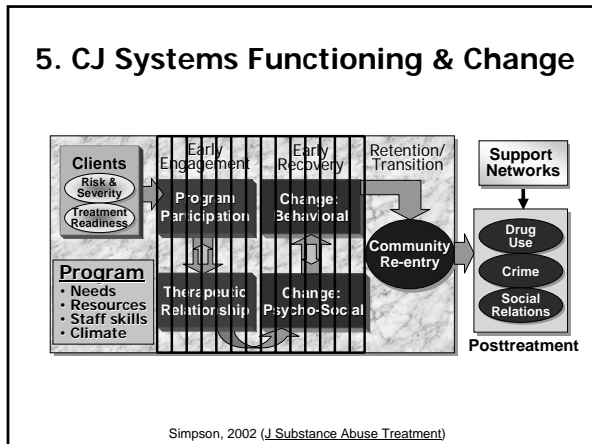 5. CJ Systems Functioning & Change
Clients
Risk &
Severity
Treatment
Readiness
Program
• Needs
• Resources
• Staff skills
• Climate
Early
Engagement
Program
Participation
Therapeutic
Relationship
Early
Recovery
Change:
Behavioral
Change:
Psycho-Social
Retention/
Transition
Community
Re-entry
Support
Networks
Drug
Use
Crime
Social
Relations
Posttreatment
Simpson, 2002 (J Substance Abuse Treatment)